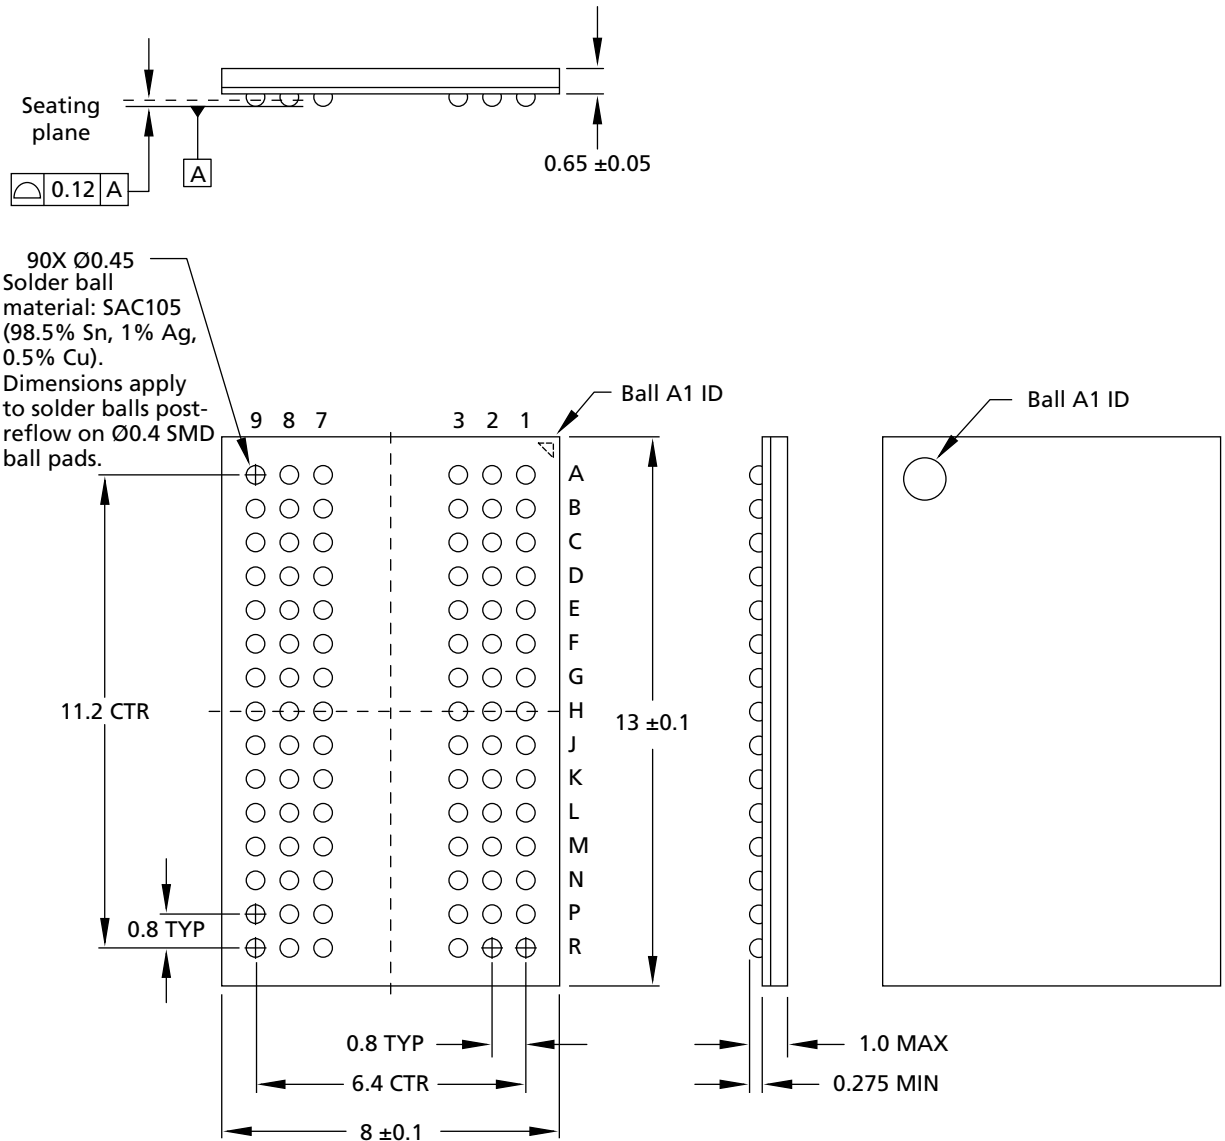 Seating
plane
0.12 A
A
0.65 ±0.05
90X Ø0.45
Solder ball
material: SAC105
(98.5% Sn, 1% Ag,
0.5% Cu).
Dimensions apply
to solder balls post-
reflow on Ø0.4 SMD
ball pads.
Ball A1 ID
Ball A1 ID
9 8 7 3 2 1
A
B
C
D
E
F
G
H
J
K
L
M
N
P
R
11.2 CTR
13 ±0.1
0.8 TYP
0.8 TYP
1.0 MAX
6.4 CTR
0.275 MIN
8 ±0.1